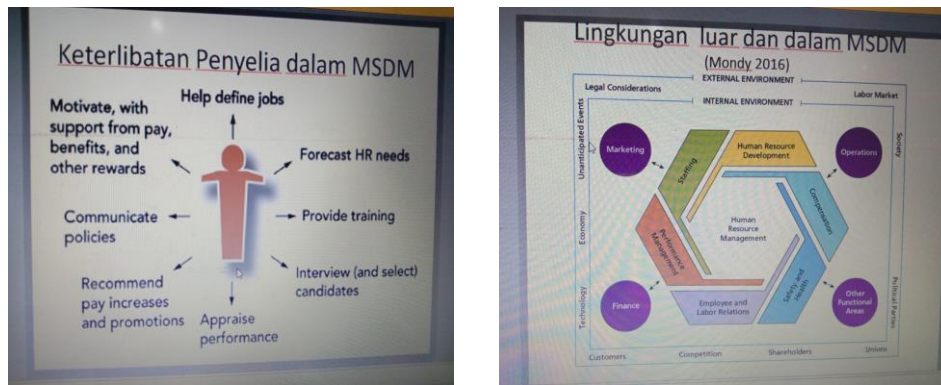 Keterlibatan Penyelia dalam MSDM
Help define jobs
Motivate, with
support from pay,
benefits, and
other rewards
Forecast HR needs
Communicate
policies
Provide training
Recommend
pay increases
and promotions
Interview (and select)
candidates
Appraise
performance
Lingkungan luar dan dalam MSDM
(Mondy 2016)
EXTERNAL ENVIRONMENT
Legal Considerations
Labor Market
INTERNAL ENVIRONMENT
Unanticipated Events
Economy
Technology
Marketing
Staffing
Human Resource
Development
Operations
Society
Compensation
Human
Resource
Management
Performance
Management
Finance
Employee and
Labor Relations
Safety and
Health
Other
Functional
Areas
Political Parties
Customers
Competition
Shareholders
Unions